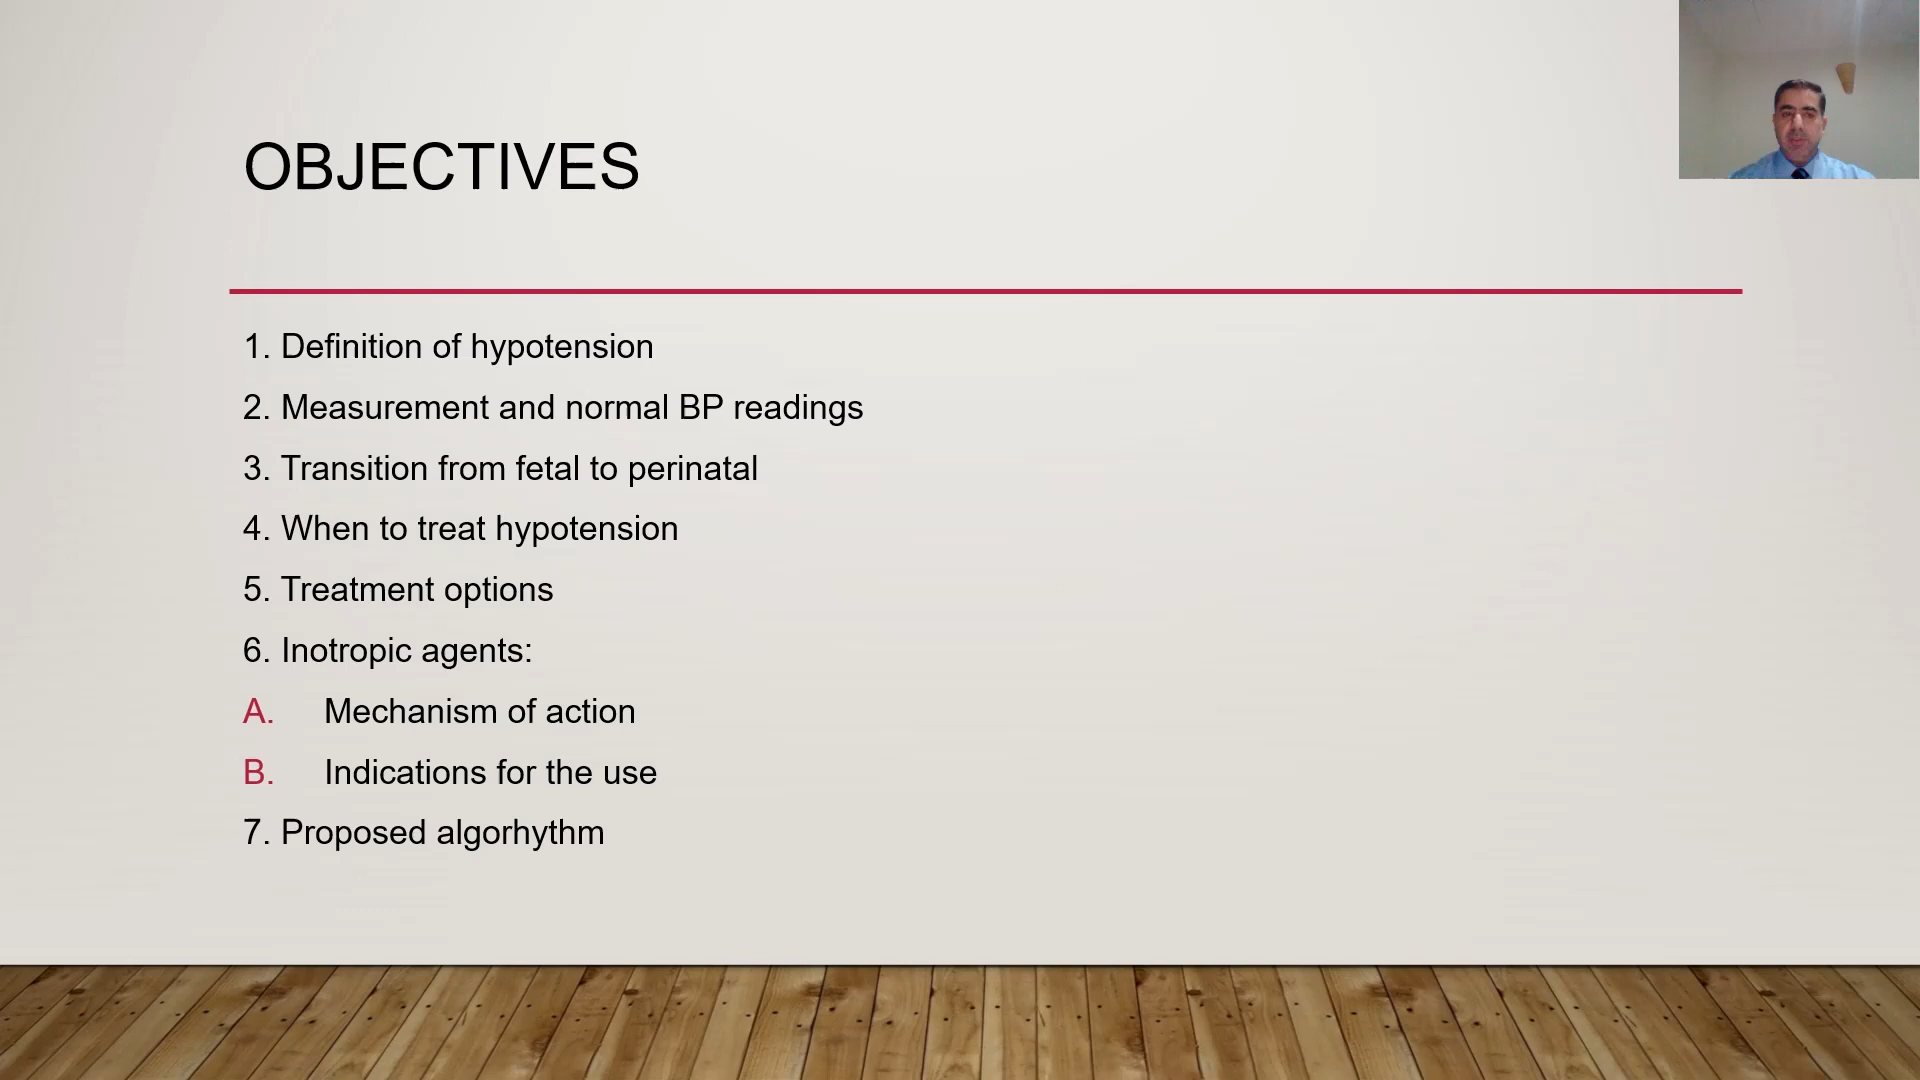 OBJECTIVES
1. Definition of hypotension
2. Measurement and normal BP readings
3. Transition from fetal to perinatal
4. When to treat hypotension
5. Treatment options
6. Inotropic agents:
A. Mechanism of action
B. Indications for the use
7. Proposed algorhythm